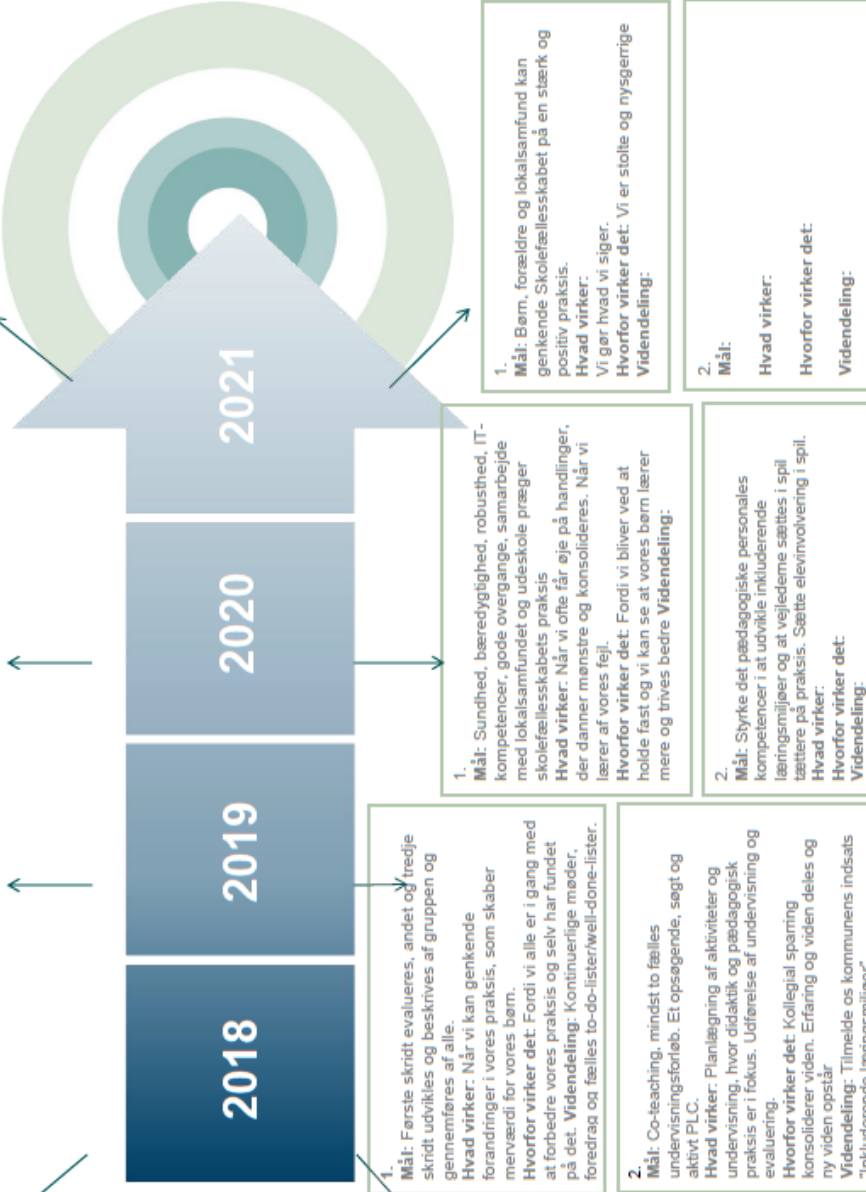 2018
2019
2020
2021
1.
Mål: Første skridt evalueres, andet og tredje
skridt udvikles og beskrives af gruppen og
gennemføres af alle.
Hvad virker: Når vi kan genkende
forandringer i vores praksis, som skaber
merværdi for vores børn.
Hvorfor virker det: Fordi vi alle er i gang med
at forbedre vores praksis og selv har fundet
på det. Videndeling: Kontinuerlige møder,
foredrag og fælles to-do-lister/well-done-lister.
2.
Mål: Co-teaching, mindst to fælles
undervisningsforløb. Et opsøgende, søgt og
aktivt PLC.
Hvad virker: Planlægning af aktiviteter og
undervisning, hvor didaktik og pædagogisk
praksis er i fokus. Udførelse af undervisning og
evaluering.
Hvorfor virker det: Kollegial sparring
konsoliderer viden. Erfaring og viden deles og
ny viden opstår
Videndeling: Tilmelde os kommunens indsats
"Inkluderende læringsmiljøer"
1.
Mål: Sundhed, bæredygtighed, robusthed, IT-
kompetencer, gode overgange, samarbejde
med lokalsamfundet og udeskole præger
skolefællesskabets praksis
Hvad virker: Når vi ofte får øje på handlinger,
der danner mønstre og konsolideres. Når vi
lærer af vores fejl.
Hvorfor virker det: Fordi vi bliver ved at
holde fast og vi kan se at vores børn lærer
mere og trives bedre Videndeling:
2.
Mål: Styrke det pædagogiske personales
kompetencer i at udvikle inkluderende
læringsmiljøer og at vejlederne sættes i spil
tættere på praksis. Sætte elevinvolvering i spil.
Hvad virker:
Hvorfor virker det:
Videndeling:
1.
Mål: Børn, forældre og lokalsamfund kan
genkende Skolefællesskabet på en stærk og
positiv praksis.
Hvad virker:
Vi gør hvad vi siger.
Hvorfor virker det: Vi er stolte og nysgerrige
Videndeling:
2.
Mål:
Hvad virker:
Hvorfor virker det:
Videndeling: